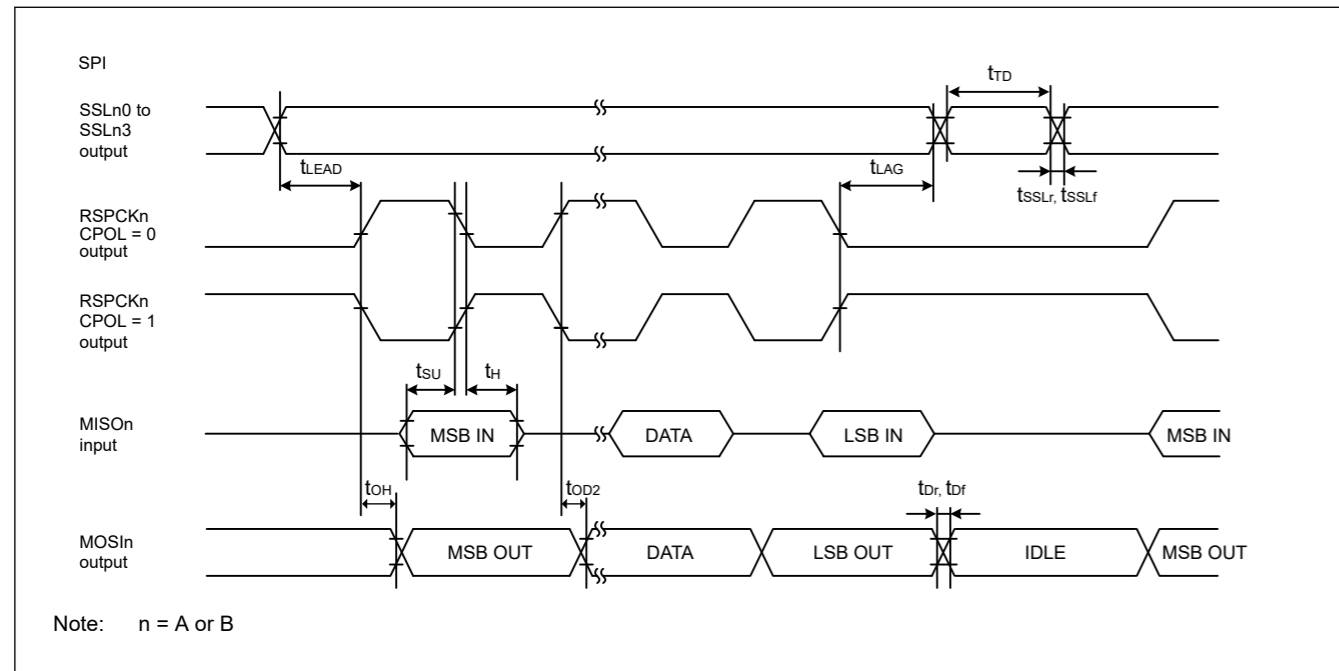 SPI
tTD
SSLn0 to
SSLn3
output
tLEAD
tLAG
tSSLr, tSSLf
RSPCKn
CPOL = 0
output
RSPCKn
CPOL = 1
output
tSU
tH
MISOn
input
MSB IN
DATA
LSB IN
MSB IN
tOH
tOD2
tDr, tDf
MOSIn
output
MSB OUT
DATA
LSB OUT
IDLE
MSB OUT
Note: n = A or B